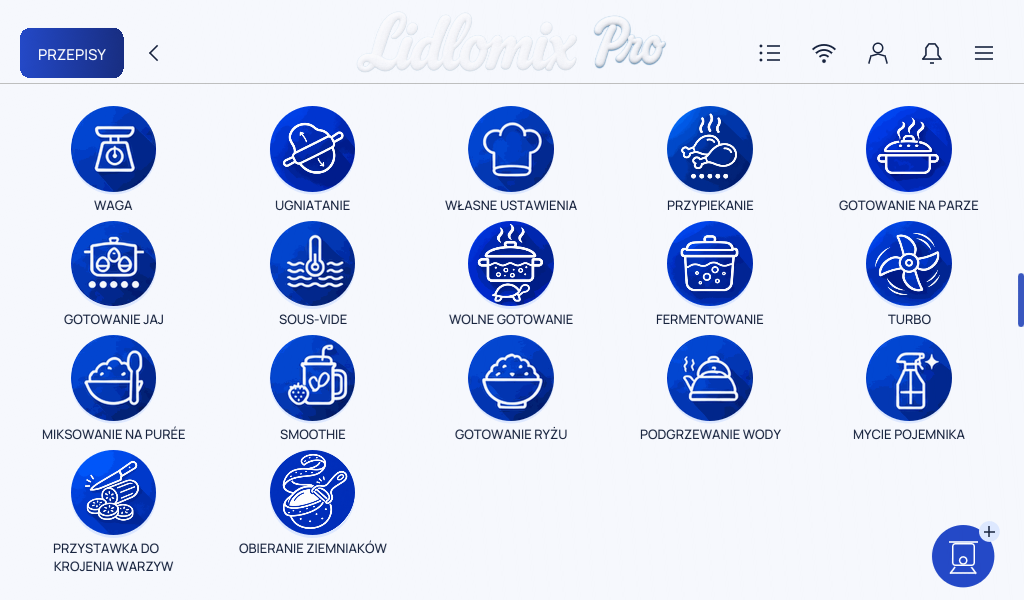 PRZEPISY
Lidlomix Pro
WAGA
UGNIATANIE
WŁASNE USTAWIENIA
PRZYPIEKANIE
GOTOWANIE NA PARZE
GOTOWANIE JAJ
SOUS-VIDE
WOLNE GOTOWANIE
FERMENTOWANIE
TURBO
MIKSOWANIE NA PURÉE
SMOOTHIE
GOTOWANIE RYŻU
PODGRZEWANIE WODY
MYCIE POJEMNIKA
PRZYSTAWKA DO
KROJENIA WARZYW
OBIERANIE ZIEMNIAKÓW